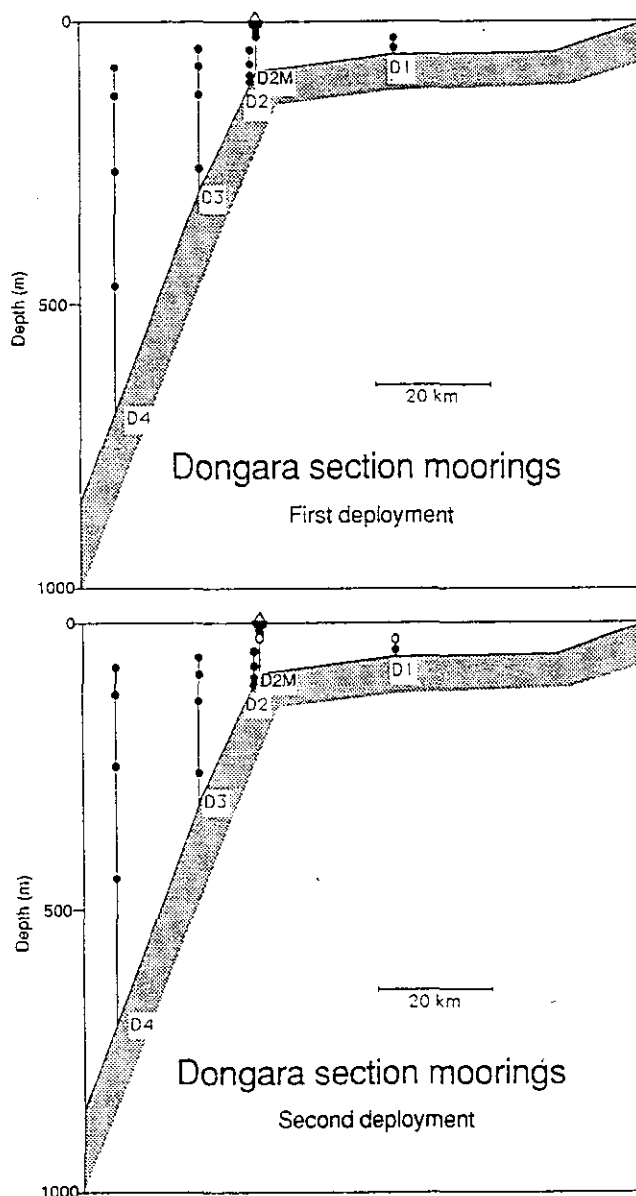 0
D1
D2M
D2
D3
Depth (m)
500
20 km
D4
Dongara section moorings
First deployment
1000
0
D1
D2M
D2
D3
Depth (m)
500
20 km
D4
Dongara section moorings
Second deployment
1000